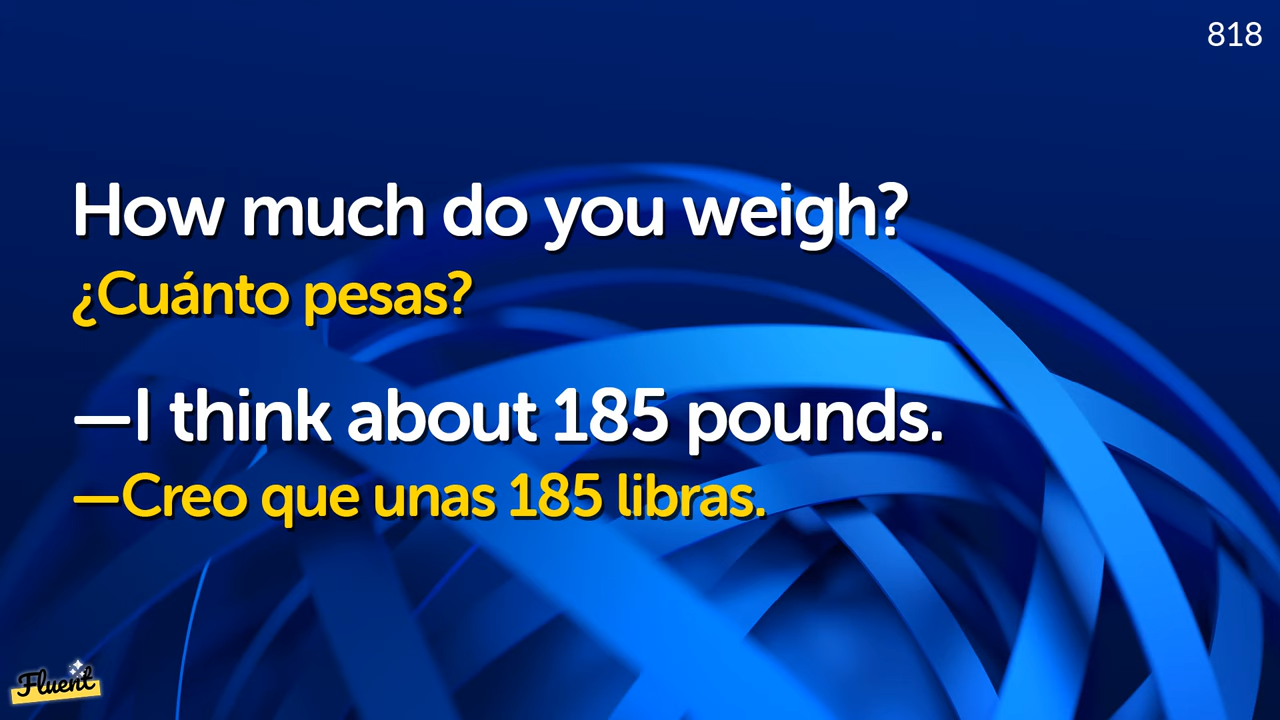 818
How much do you weigh?
¿Cuánto pesas?
—I think about 185 pounds.
—Creo que unas 185 libras.
Fluent